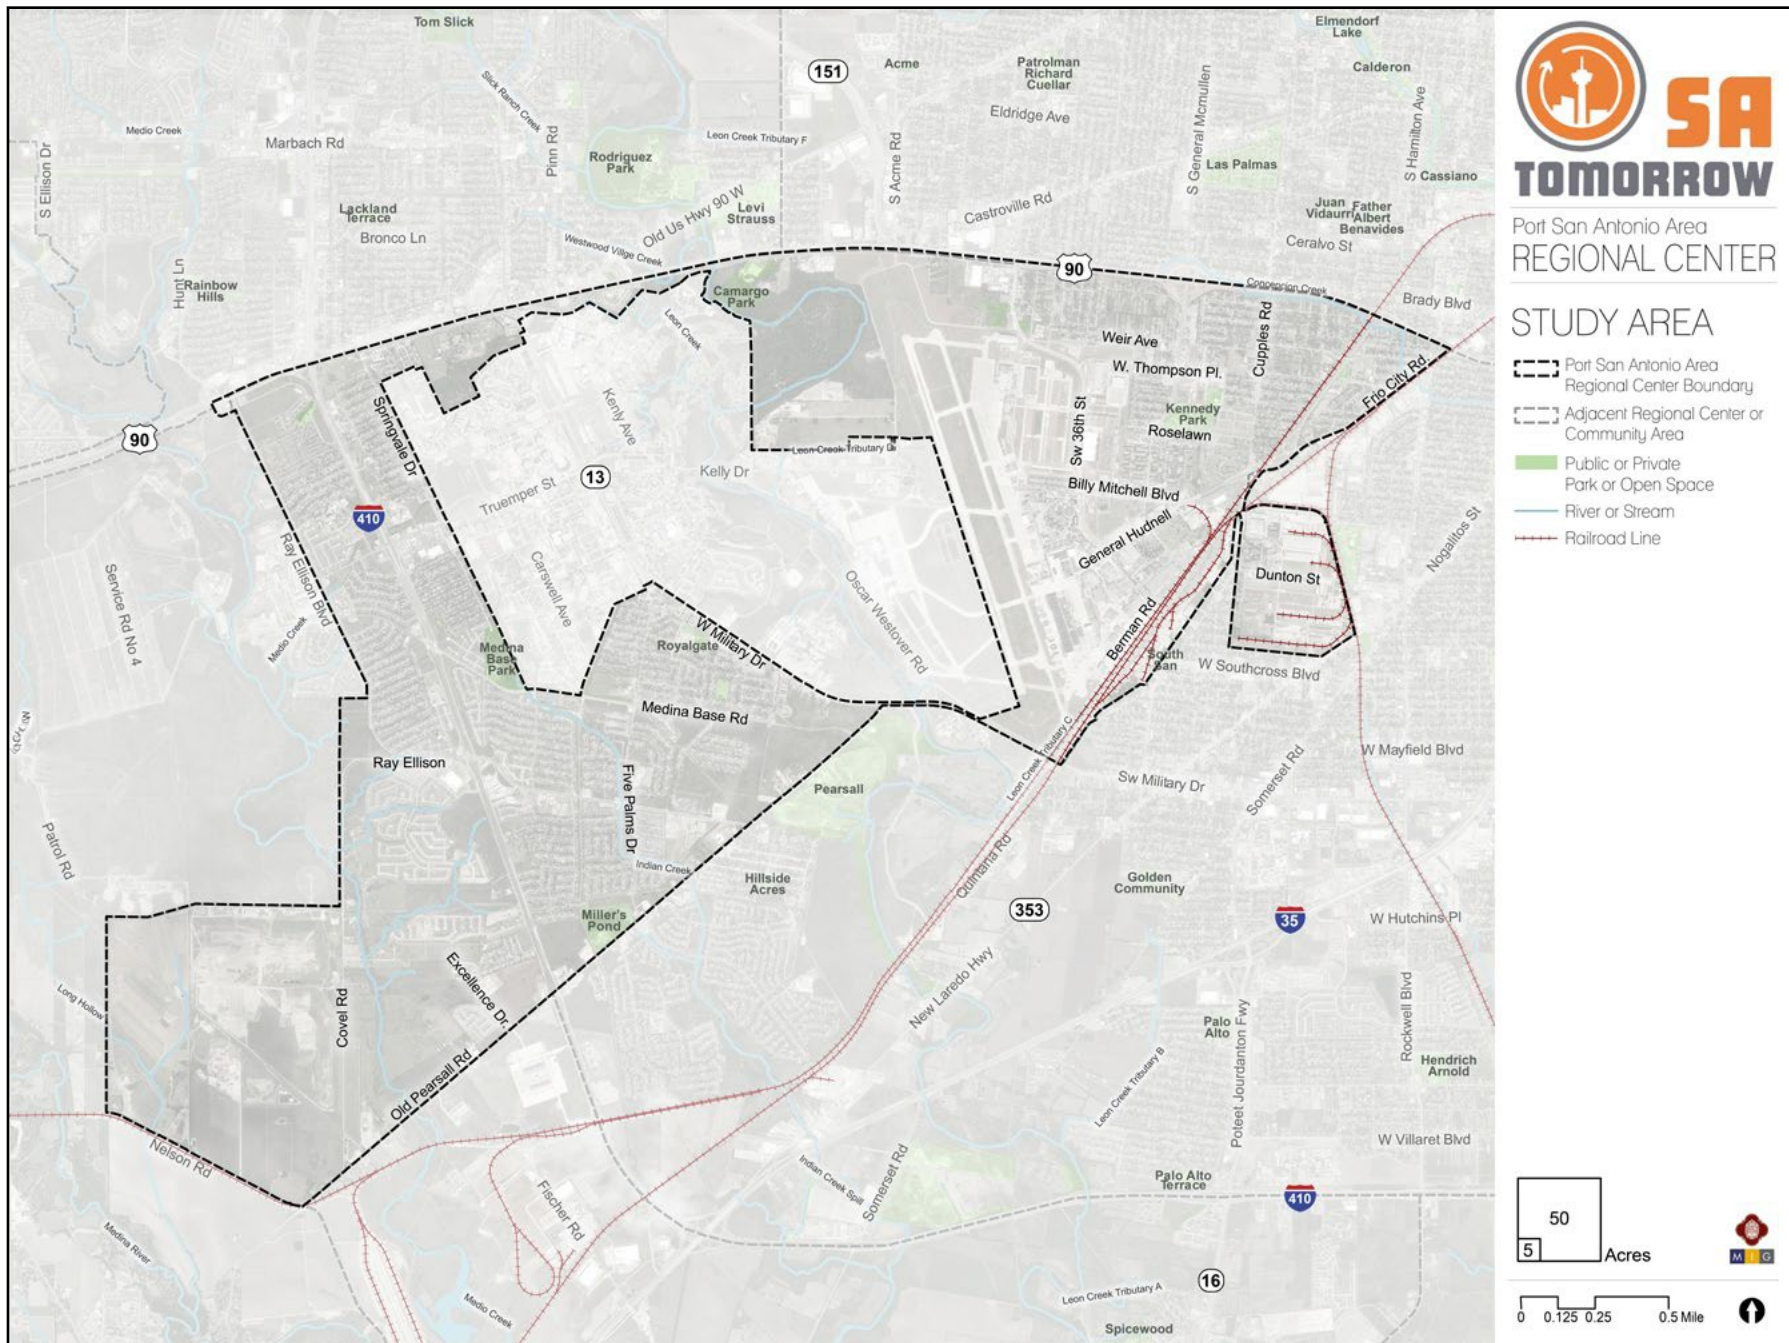 Tom Slick
151
Acme
Patrolman
Richard
Cuellar
Elmendorf
Lake
Calderon
Slick Ranch Creek
Medio Creek
Marbach Rd
S Ellison Dr
Pinn Rd
Leon Creek Tributary F
Eldridge Ave
S Acme Rd
S General Mcmullen
S Hamilton Ave
Rodriguez
Park
Las Palmas
Cassiano
Old Us Hwy 90 W
Levi
Strauss
Castroville Rd
Lackland
Terrace
Bronco Ln
Juan
Vidaurri
Father
Albert
Benavides
Ceralvo St
Westwood Villge Creek
Hunt Ln
Rainbow
Hills
Camargo
Park
90
Concepcion Creek
Brady Blvd
Leon Creek
Weir Ave
W. Thompson Pl.
Cupples Rd
Frio City Rd.
Springvale Dr
Kenly Ave
Kennedy
Park
Roselawn
Sw 36th St
90
Leon Creek Tributary D
Kelly Dr
13
Truemper St
410
Billy Mitchell Blvd
General Hudnell
Nogalitos St
Ray Ellison Blvd
Service Rd No 4
Medio Creek
Carswell Ave
Oscar Westover Rd
Dunton St
Berman Rd
South
San
W Southcross Blvd
Medina
Base
Park
Royalgate
W Military Dr
Medina Base Rd
Ray Ellison
Five Palms Dr
Pearsall
Leon Creek Tributary C
Sw Military Dr
Somerset Rd
W Mayfield Blvd
Patrol Rd
Indian Creek
Hillside
Acres
Quintana Rd
Golden
Community
353
35
W Hutchins Pl
Miller's
Pond
Excellence Dr.
Covel Rd
Long Hollow
Old Pearsall Rd
New Laredo Hwy
Palo
Alto
Poteet Jourdanton Fwy
Rockwell Blvd
Hendrich
Arnold
Leon Creek Tributary B
Nelson Rd
W Villaret Blvd
Indian Creek Spill
Somerset Rd
Palo Alto
Terrace
410
Fischer Rd
Medina River
Medio Creek
Leon Creek Tributary A
16
Spicewood
SA
TOMORROW
Port San Antonio Area
REGIONAL CENTER
STUDY AREA
Port San Antonio Area
Regional Center Boundary
Adjacent Regional Center or
Community Area
Public or Private
Park or Open Space
River or Stream
Railroad Line
50
5
Acres
MIG
0 0.125 0.25 0.5 Mile